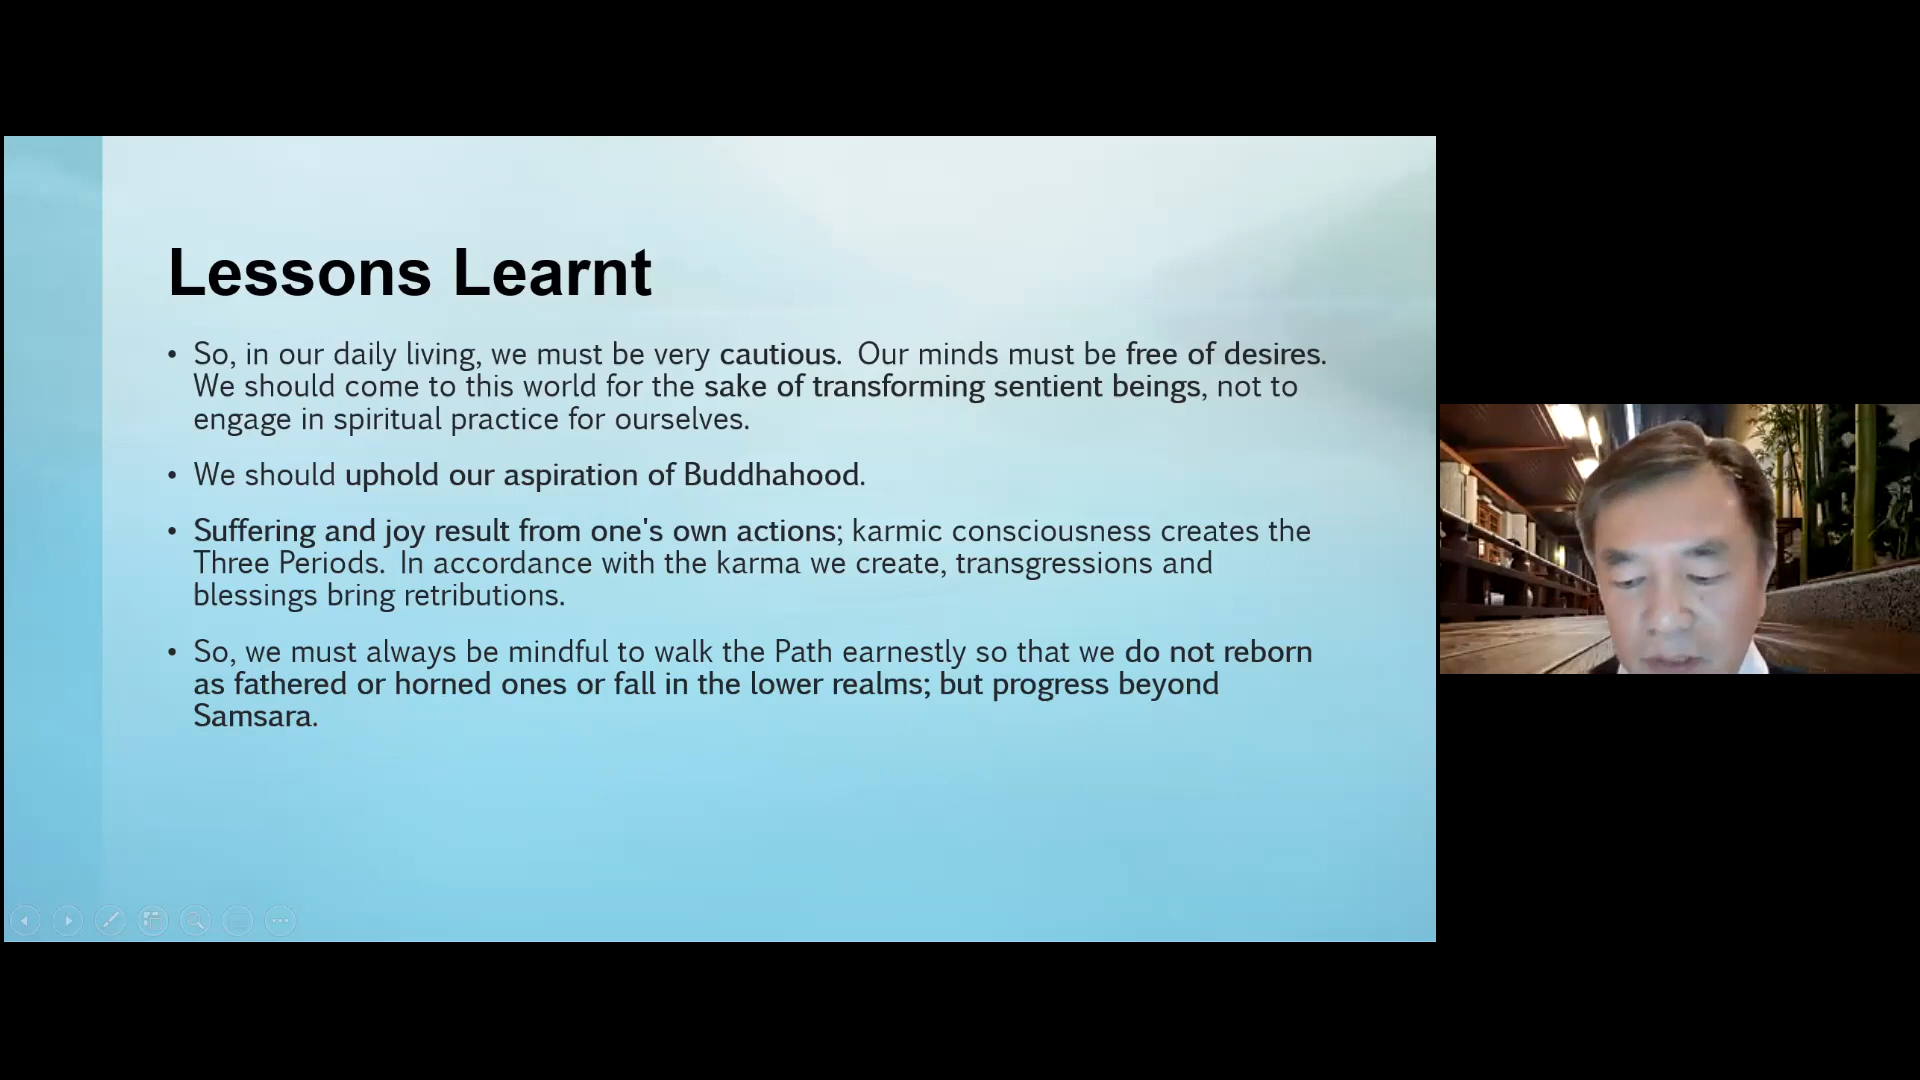 Lessons Learnt
• So, in our daily living, we must be very cautious. Our minds must be free of desires.
We should come to this world for the sake of transforming sentient beings, not to
engage in spiritual practice for ourselves.
• We should uphold our aspiration of Buddhahood.
• Suffering and joy result from one's own actions; karmic consciousness creates the
Three Periods. In accordance with the karma we create, transgressions and
blessings bring retributions.
• So, we must always be mindful to walk the Path earnestly so that we do not reborn
as fathered or horned ones or fall in the lower realms; but progress beyond
Samsara.